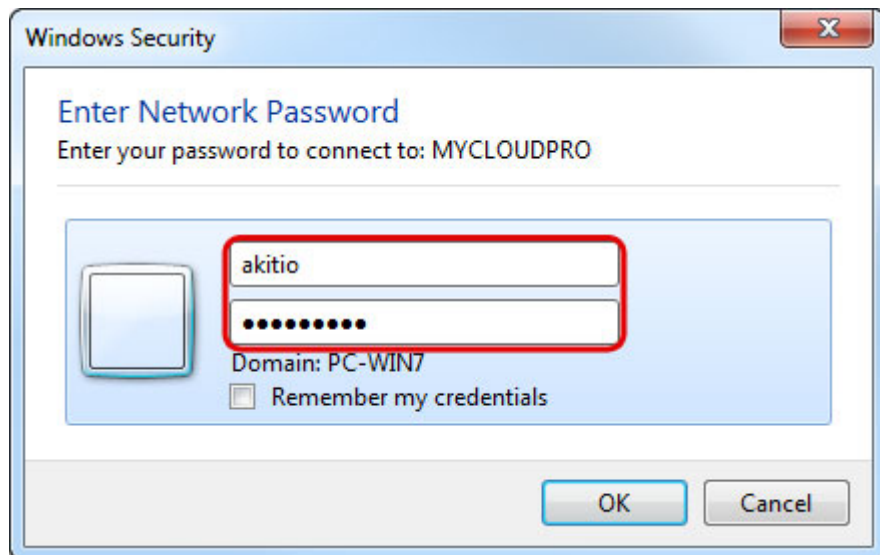 Windows Security
Enter Network Password
Enter your password to connect to: MYCLOUDPRO
akitio
•••••••••
Domain: PC-WIN7
Remember my credentials
OK
Cancel